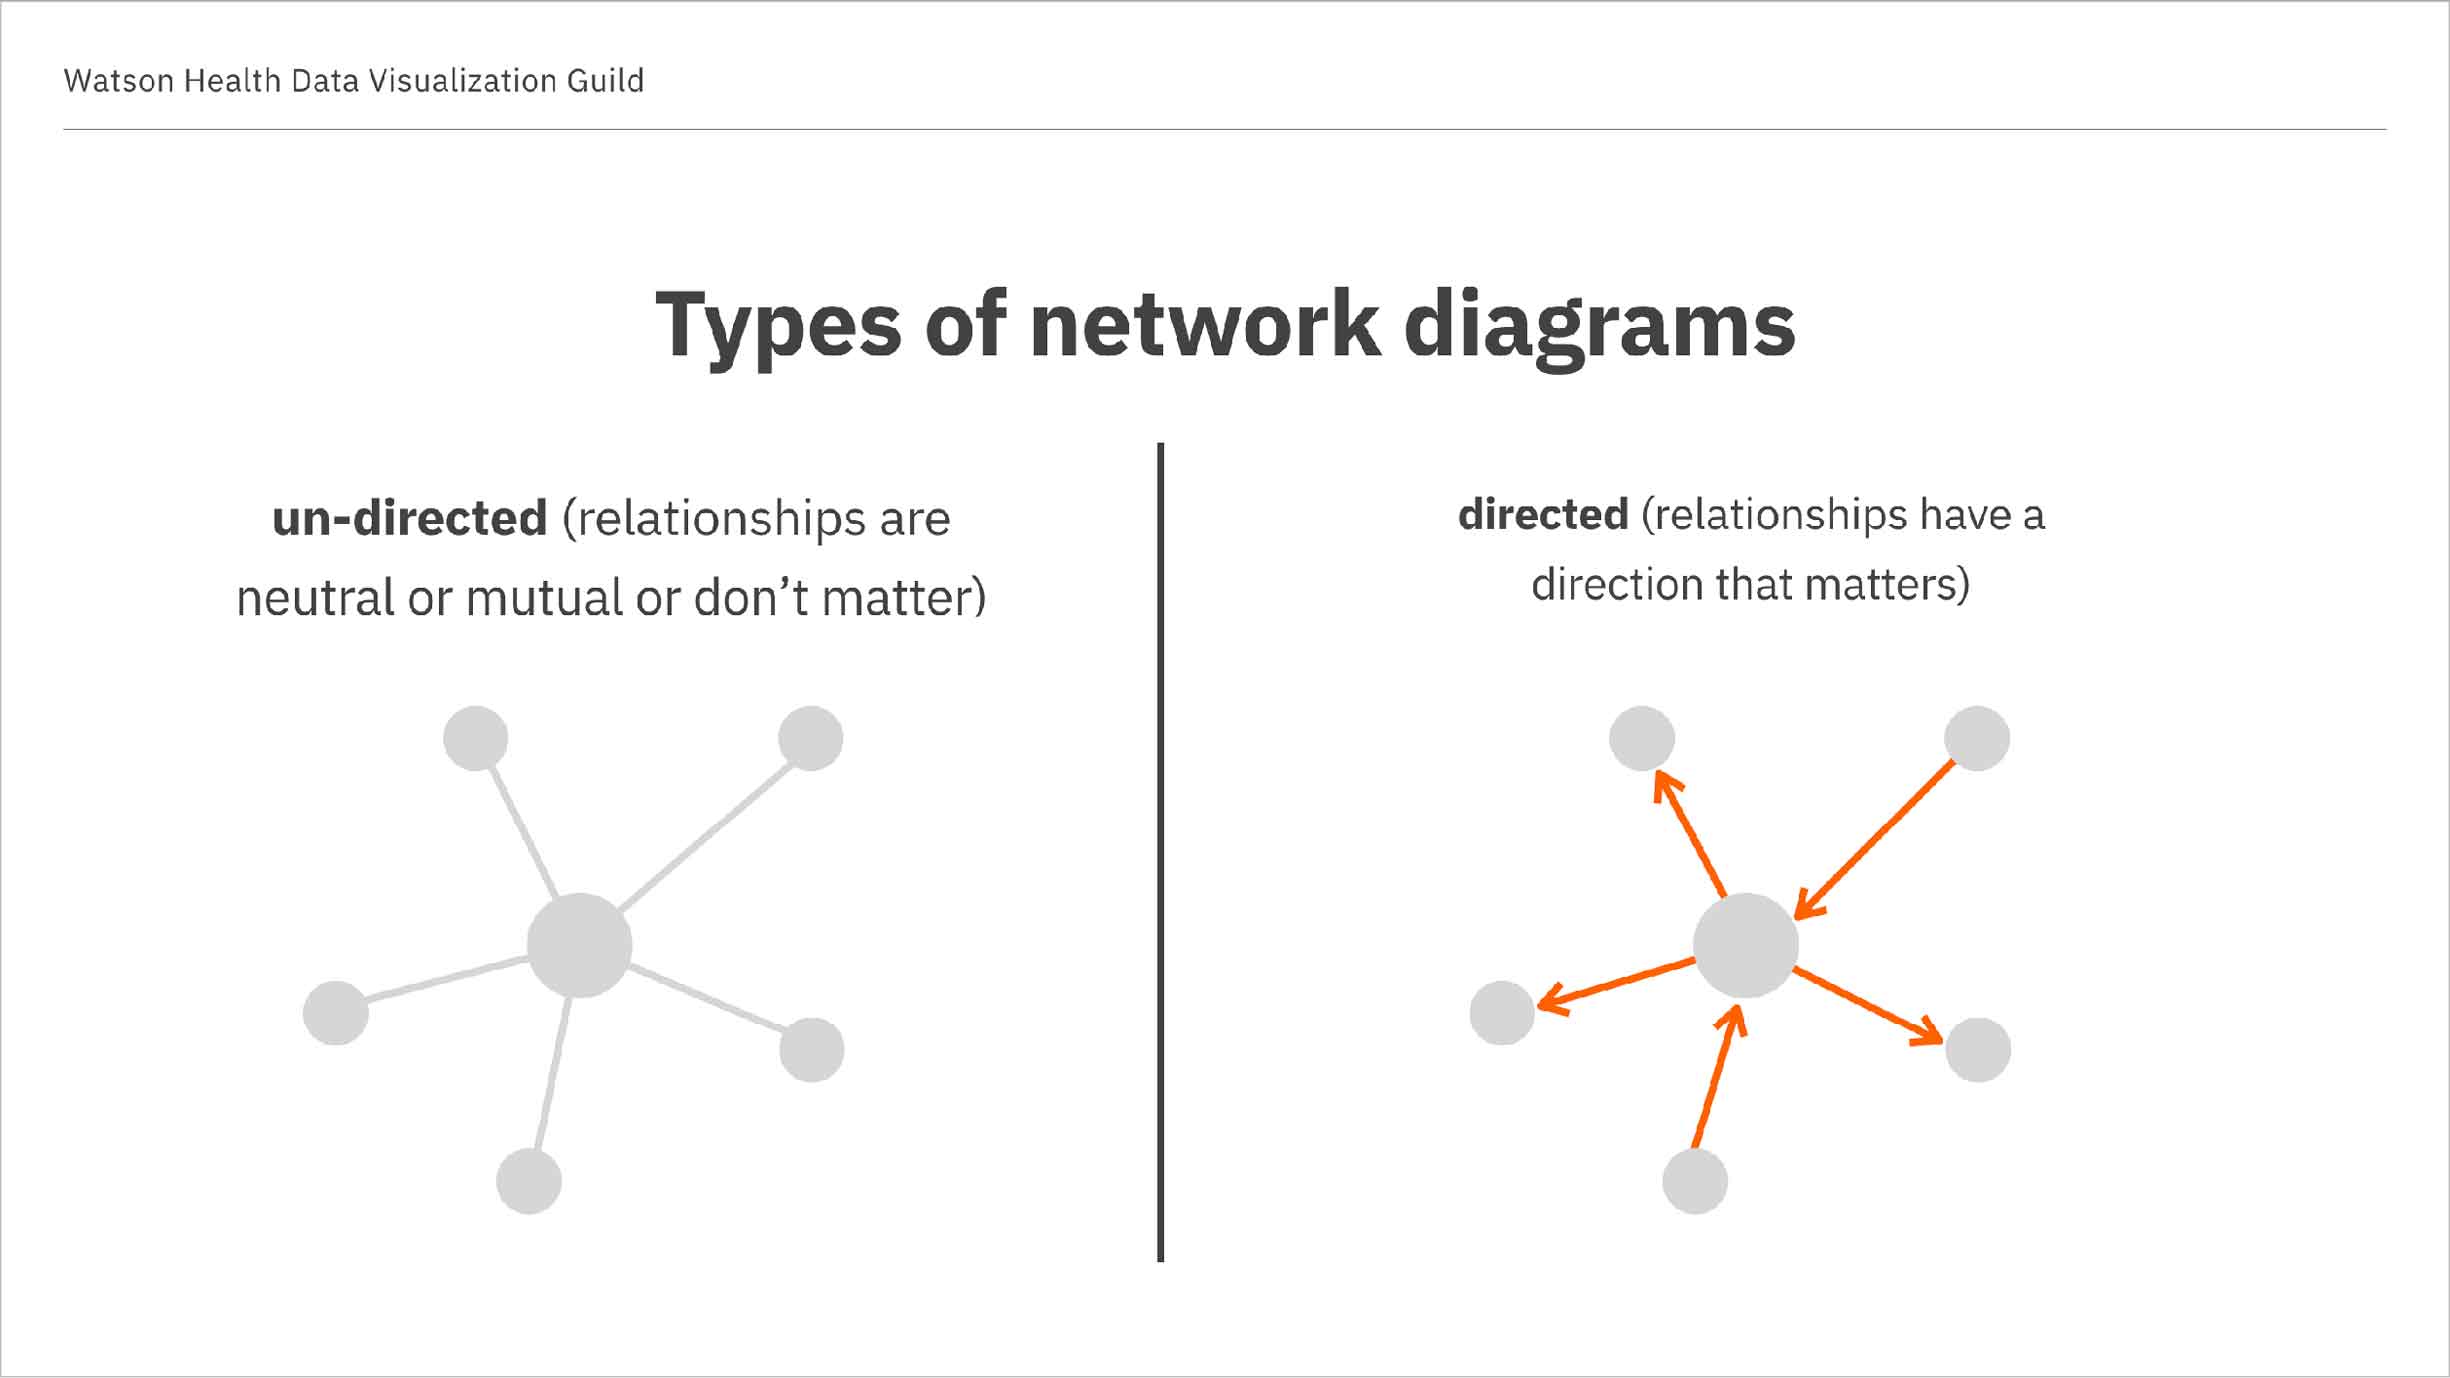 Watson Health Data Visualization Guild
Types of network diagrams
un-directed (relationships are
neutral or mutual or don’t matter)
directed (relationships have a
direction that matters)